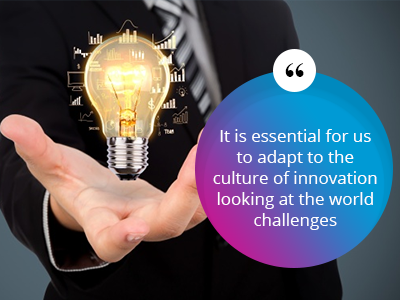 “
It is essential for us
to adapt to the
culture of innovation
looking at the world
challenges